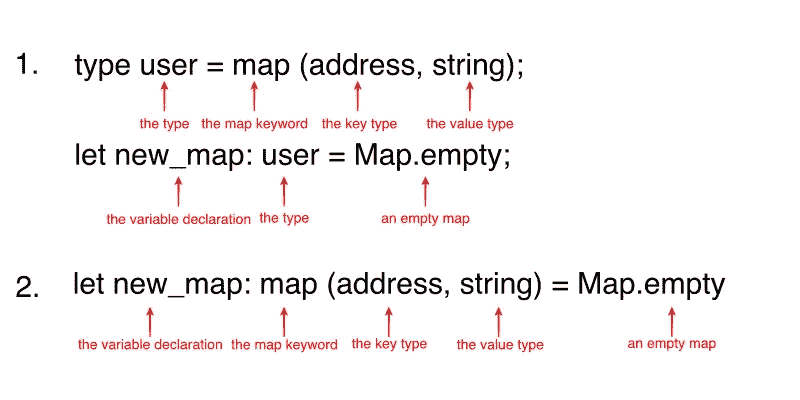 1. type user = map (address, string);
the type the map keyword the key type the value type
let new_map: user = Map.empty;
the variable declaration the type an empty map
2. let new_map: map (address, string) = Map.empty
the variable declaration the map keyword the key type the value type an empty map